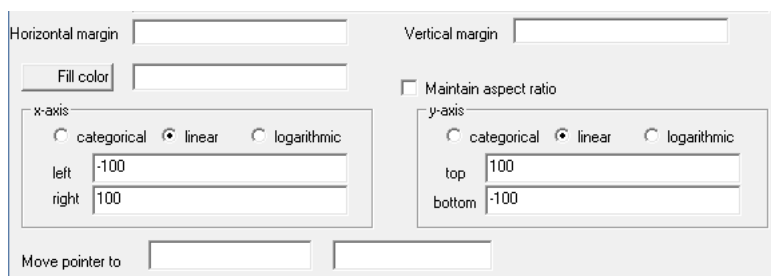 Horizontal margin Vertical margin
Fill color
Maintain aspect ratio
x-axis y-axis
categorical linear logarithmic categorical linear logarithmic
left -100 top 100
right 100 bottom -100
Move pointer to